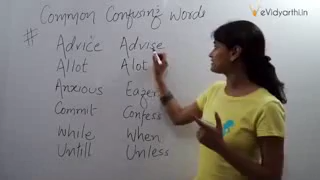 Common Confusing Words
eVidyarthi.in
#
Advice Advise
Allot Alot
Anxious Eager
Commit Confess
While When
Untill Unless